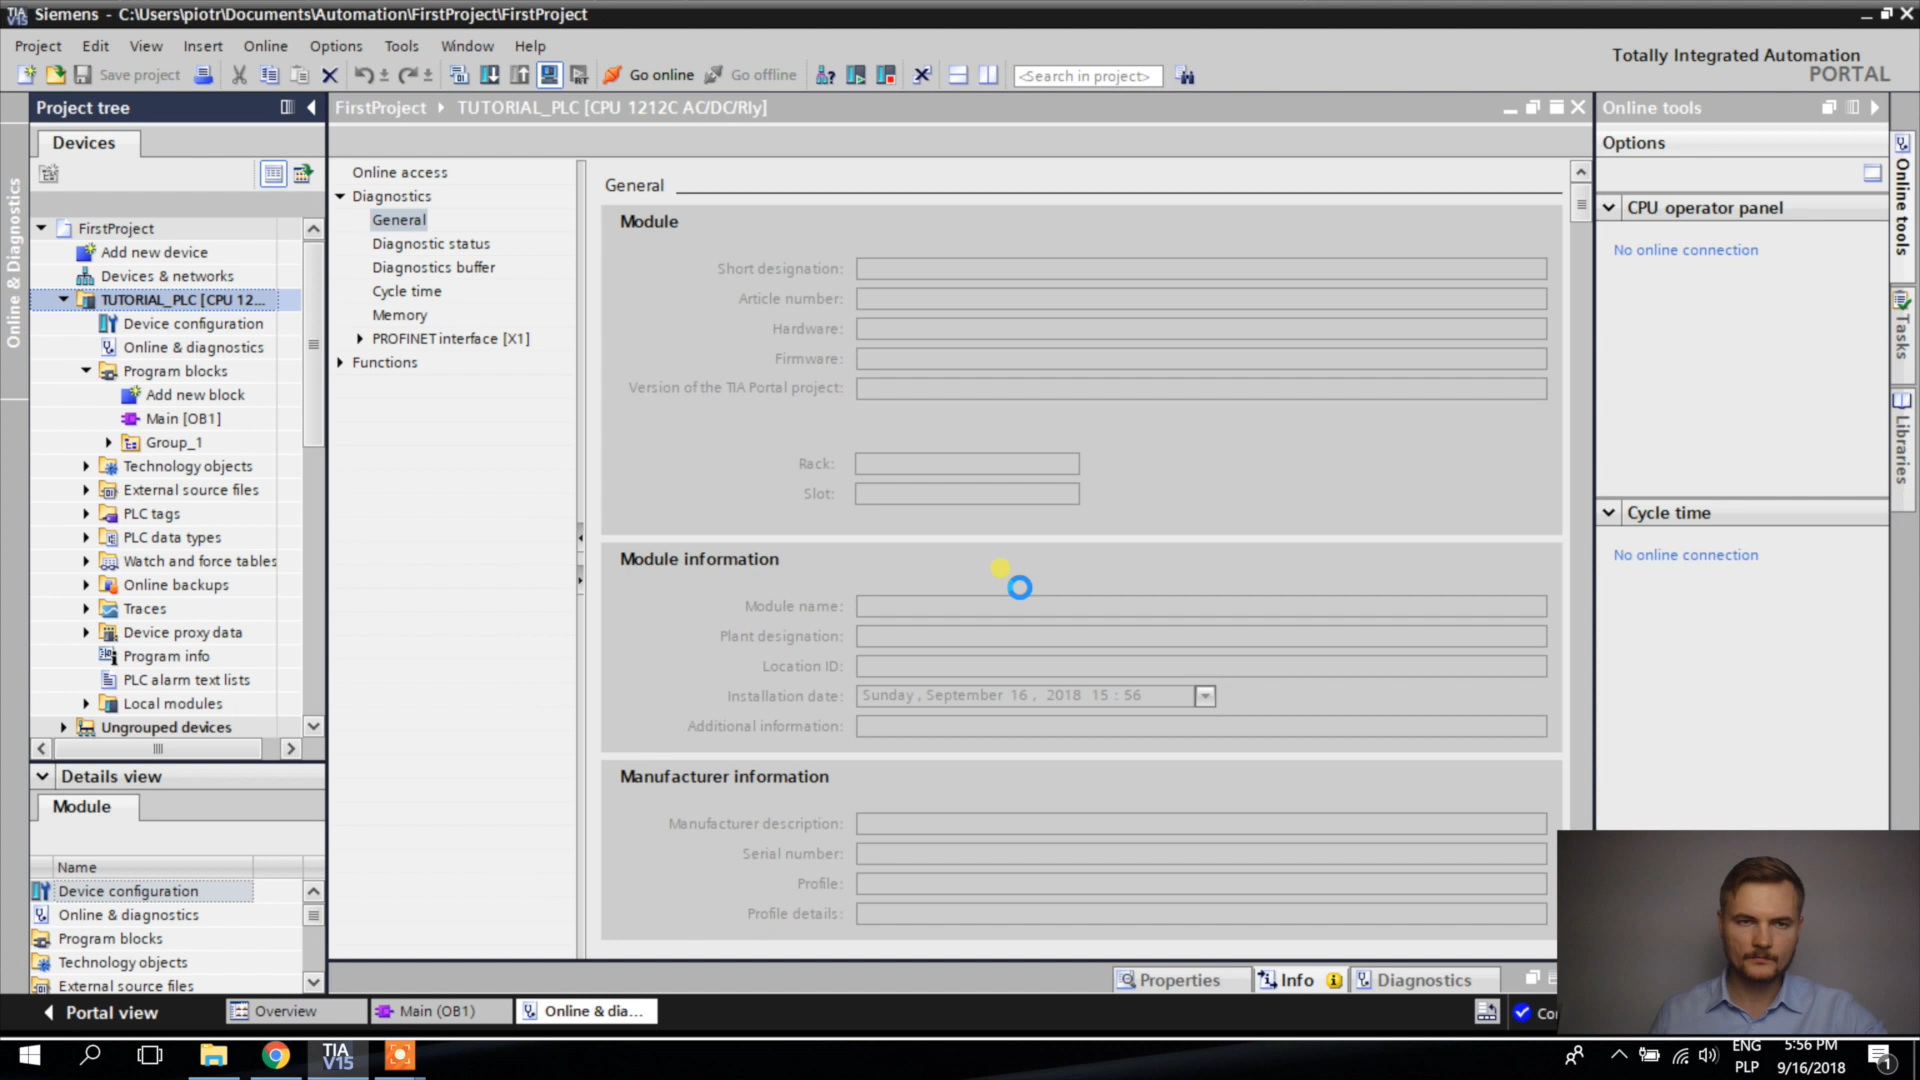 TIA V15 Siemens - C:\Users\piotr\Documents\Automation\FirstProject\FirstProject
Project Edit View Insert Online Options Tools Window Help
Totally Integrated Automation
PORTAL
Save project
Go online
Go offline
<Search in project>
Project tree
Devices
Online & Diagnostics
FirstProject
Add new device
Devices & networks
TUTORIAL_PLC [CPU 12...
Device configuration
Online & diagnostics
Program blocks
Add new block
Main [OB1]
Group_1
Technology objects
External source files
PLC tags
PLC data types
Watch and force tables
Online backups
Traces
Device proxy data
Program info
PLC alarm text lists
Local modules
Ungrouped devices
Details view
Module
Name
Device configuration
Online & diagnostics
Program blocks
Technology objects
External source files
FirstProject TUTORIAL_PLC [CPU 1212C AC/DC/Rly]
Online access
Diagnostics
General
Diagnostic status
Diagnostics buffer
Cycle time
Memory
PROFINET interface [X1]
Functions
General
Module
Short designation:
Article number:
Hardware:
Firmware:
Version of the TIA Portal project:
Rack:
Slot:
Module information
Module name:
Plant designation:
Location ID:
Installation date: Sunday , September 16 , 2018 15 : 56
Additional information:
Manufacturer information
Manufacturer description:
Serial number:
Profile:
Profile details:
Properties
Info
Diagnostics
Online tools
Options
CPU operator panel
No online connection
Cycle time
No online connection
Online tools
Tasks
Libraries
Portal view
Overview
Main (OB1)
Online & dia...
TIA V15
ENG
PLP
5:56 PM
9/16/2018
1